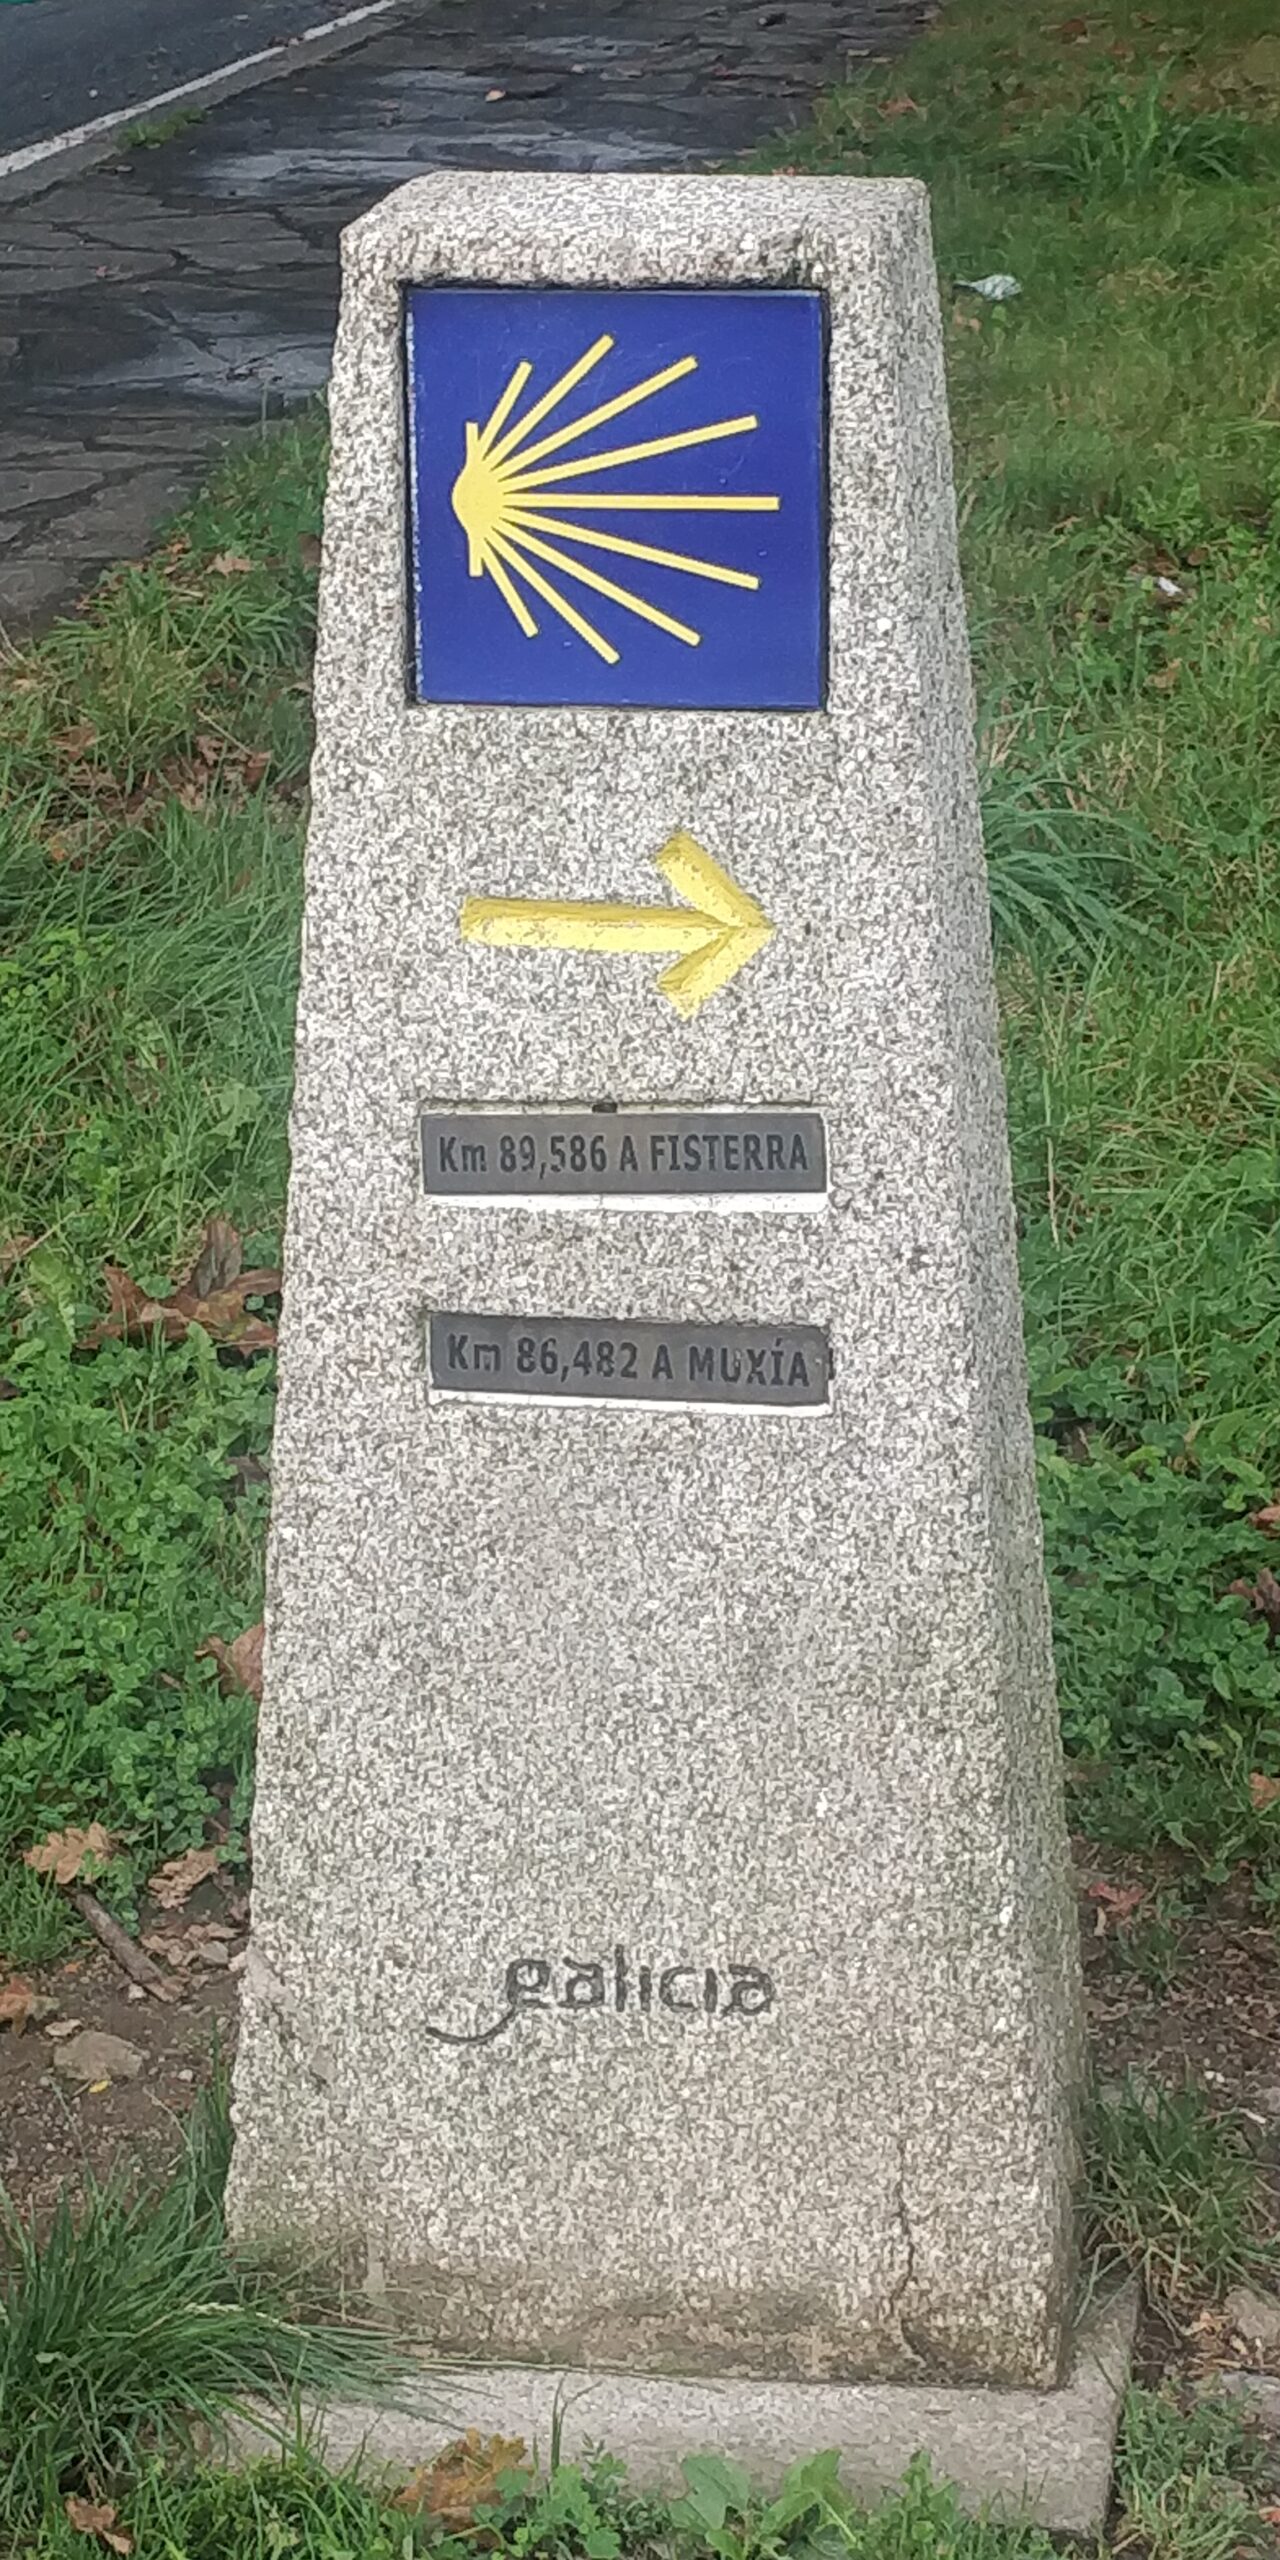 Km 89,586 A FISTERRA
Km 86,482 A MUXÍA
galicia